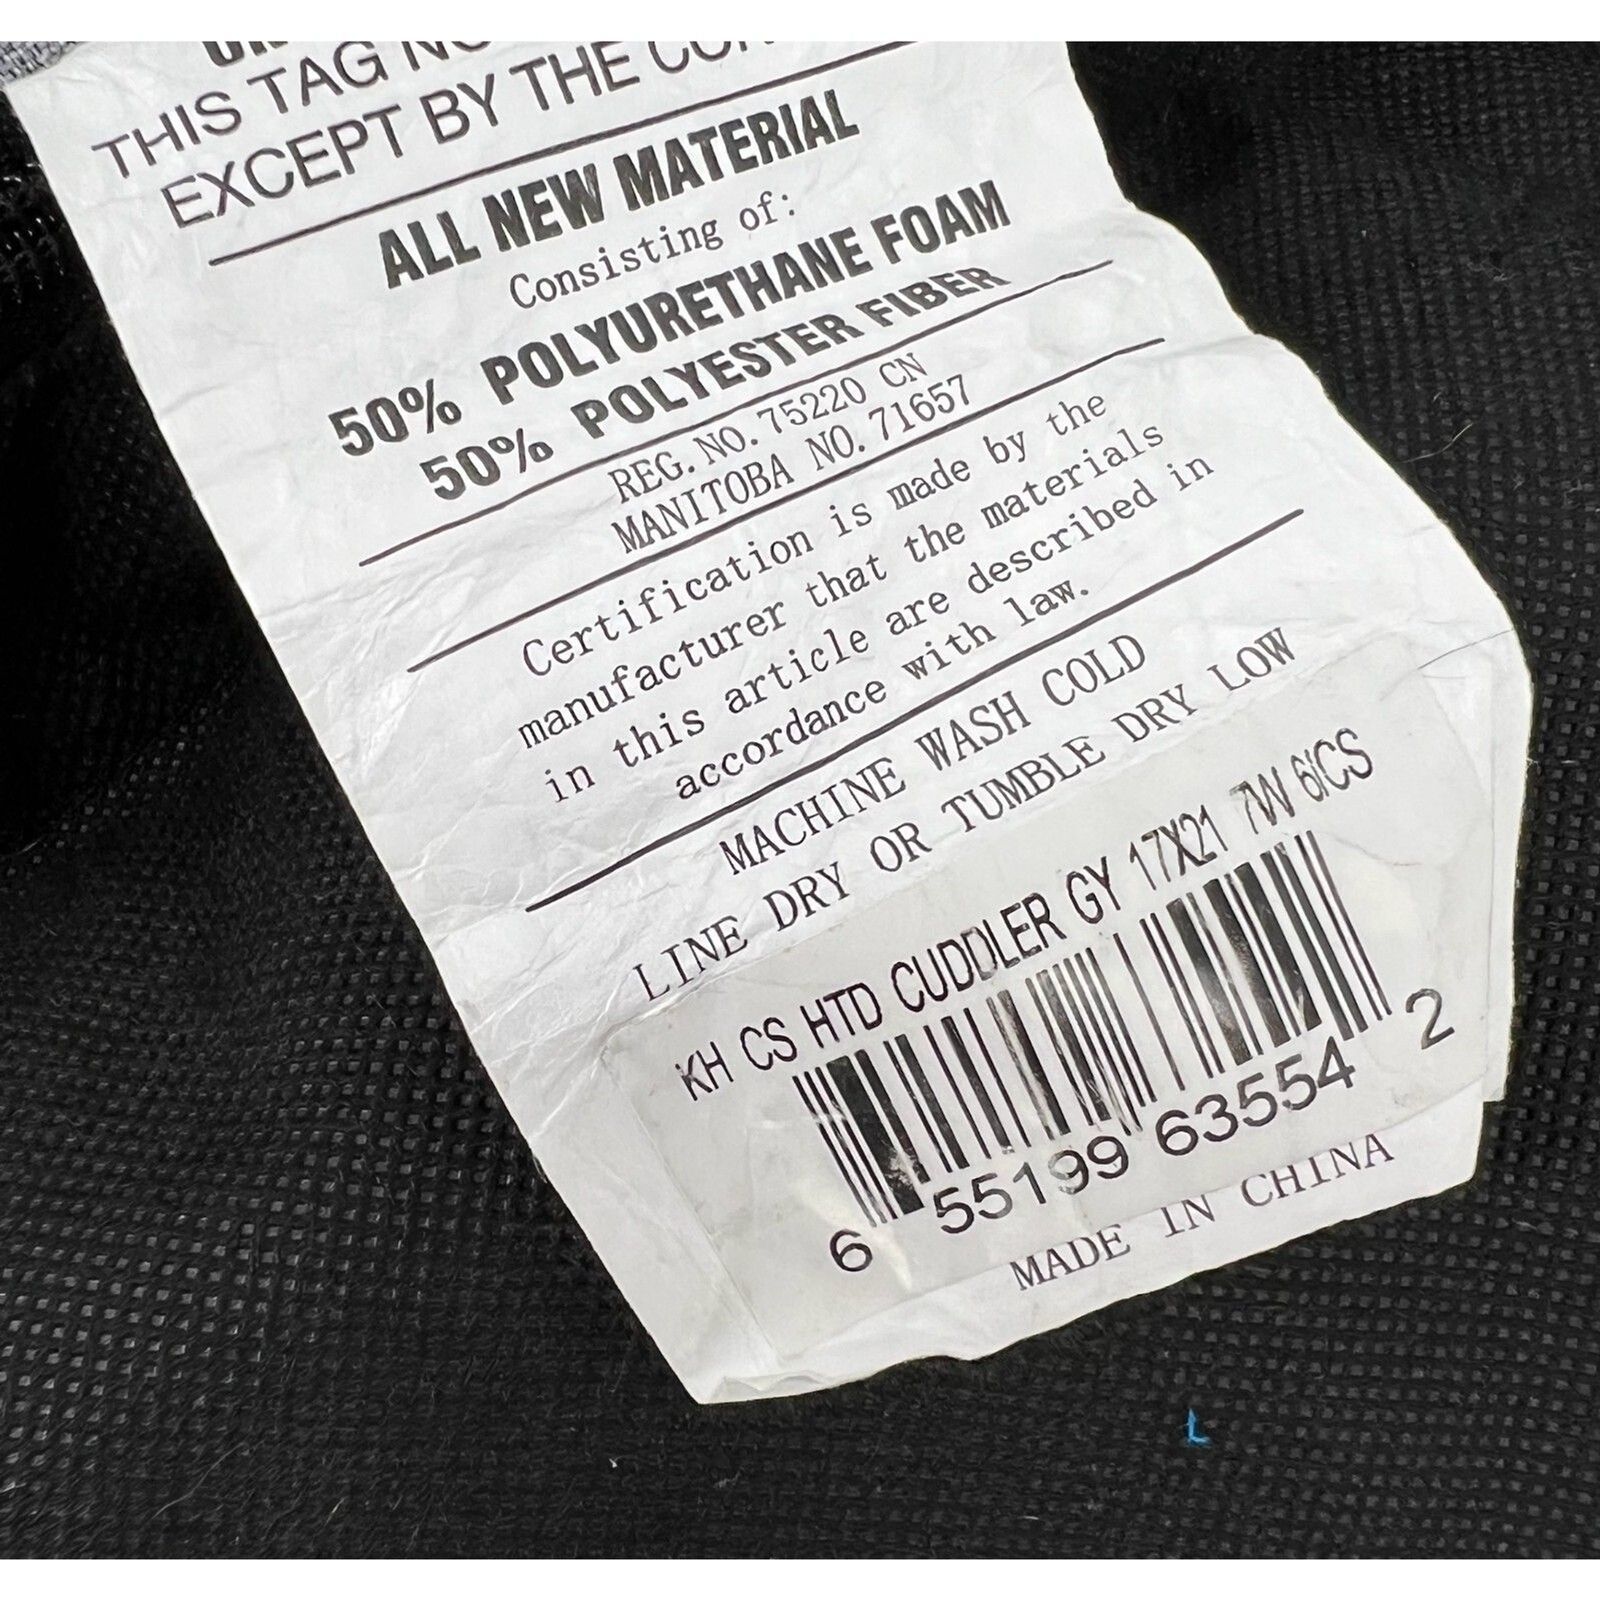 THIS TAG
EXCEPT BY THE
ALL NEW MATERIAL
Consisting of:
50% POLYURETHANE FOAM
50% POLYESTER FIBER
REG. NO. 75220 CN
MANITOBA NO. 71657
Certification is made by the
manufacturer that the materials
in this article are described in
accordance with law.
MACHINE WASH COLD
LINE DRY OR TUMBLE DRY LOW
KH CS HTD CUDDLER GY 17X21 7W 6/CS
6 55199 63554 2
MADE IN CHINA